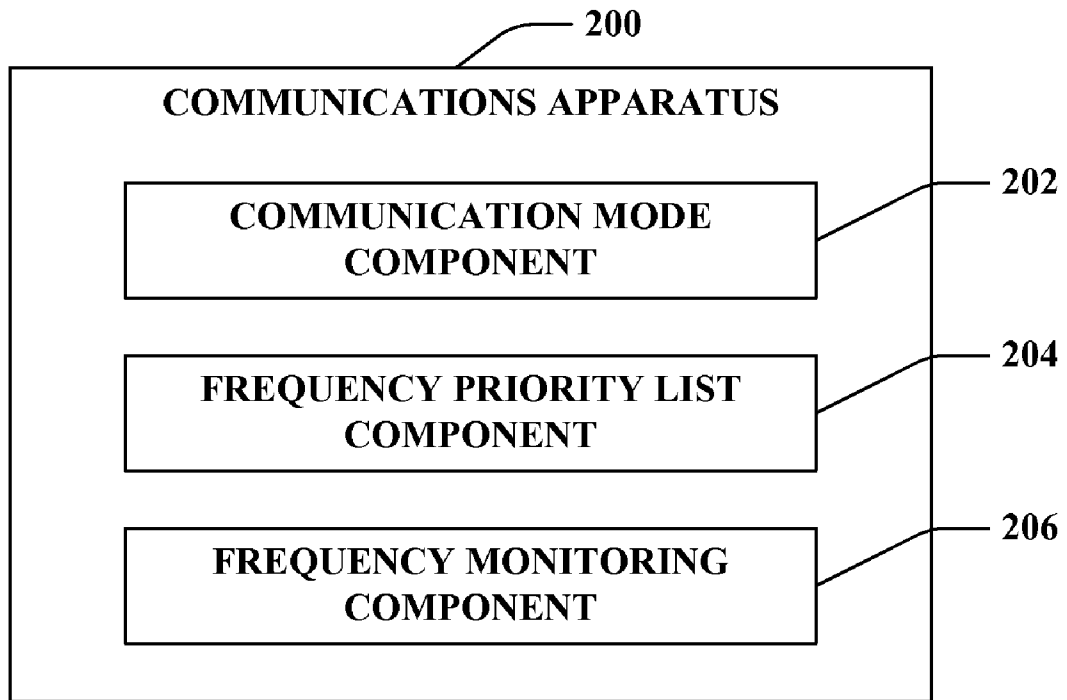 200
COMMUNICATIONS APPARATUS
202
COMMUNICATION MODE
COMPONENT
204
FREQUENCY PRIORITY LIST
COMPONENT
206
FREQUENCY MONITORING
COMPONENT